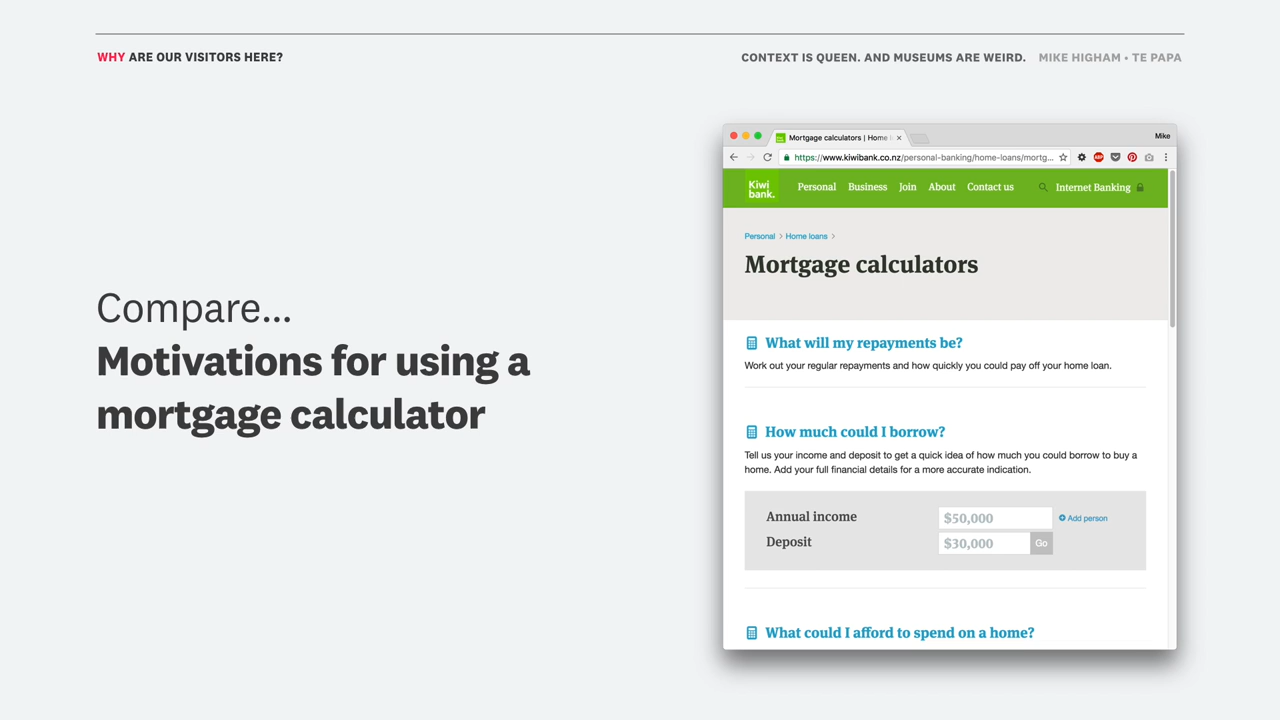 WHY ARE OUR VISITORS HERE?
CONTEXT IS QUEEN. AND MUSEUMS ARE WEIRD. MIKE HIGHAM • TE PAPA
Compare...
Motivations for using a
mortgage calculator
Mortgage calculators | Home
Mike
https://www.kiwibank.co.nz/personal-banking/home-loans/mortg...
ABP
Kiwi
bank.
Personal Business Join About Contact us Internet Banking
Personal > Home loans >
Mortgage calculators
What will my repayments be?
Work out your regular repayments and how quickly you could pay off your home loan.
How much could I borrow?
Tell us your income and deposit to get a quick idea of how much you could borrow to buy a
home. Add your full financial details for a more accurate indication.
Annual income $50,000 Add person
Deposit $30,000 Go
What could I afford to spend on a home?